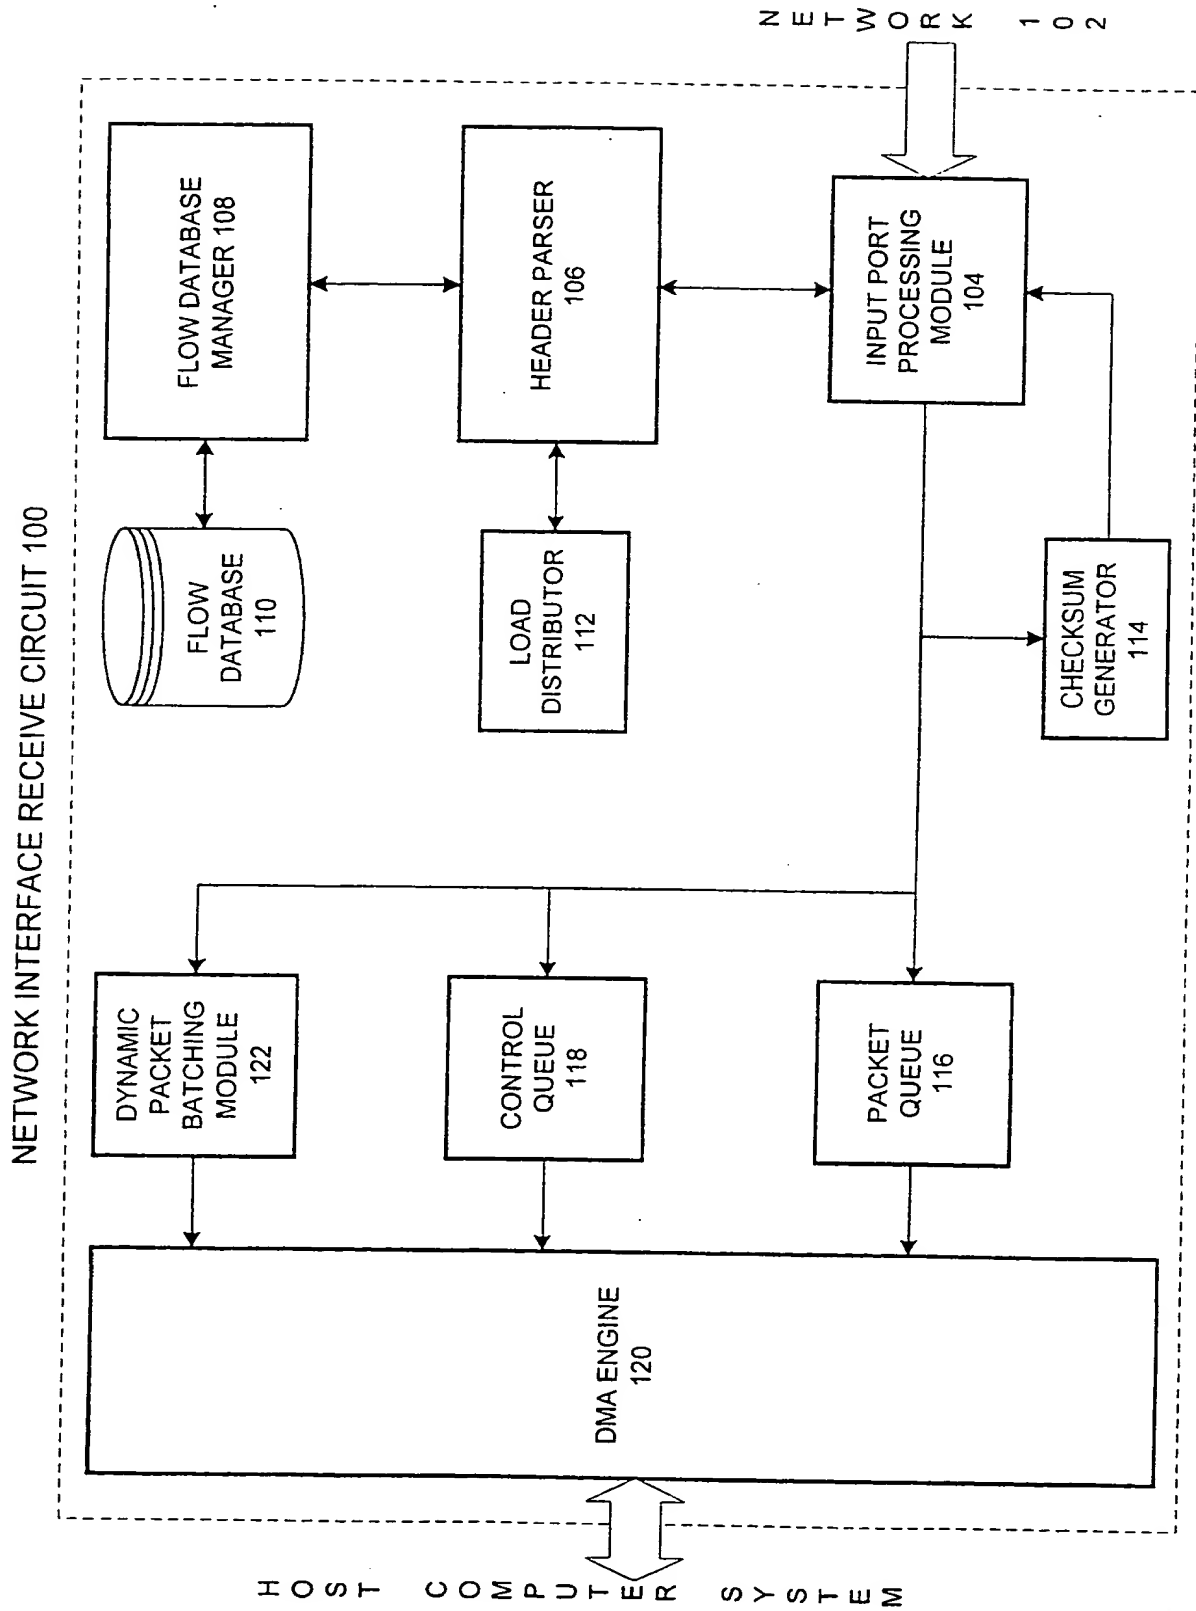 NETWORK INTERFACE RECEIVE CIRCUIT 100
HOST COMPUTER SYSTEM
DMA ENGINE
120
DYNAMIC
PACKET
BATCHING
MODULE
122
CONTROL
QUEUE
118
PACKET
QUEUE
116
FLOW
DATABASE
110
LOAD
DISTRIBUTOR
112
CHECKSUM
GENERATOR
114
FLOW DATABASE
MANAGER 108
HEADER PARSER
106
INPUT PORT
PROCESSING
MODULE
104
NETWORK 102